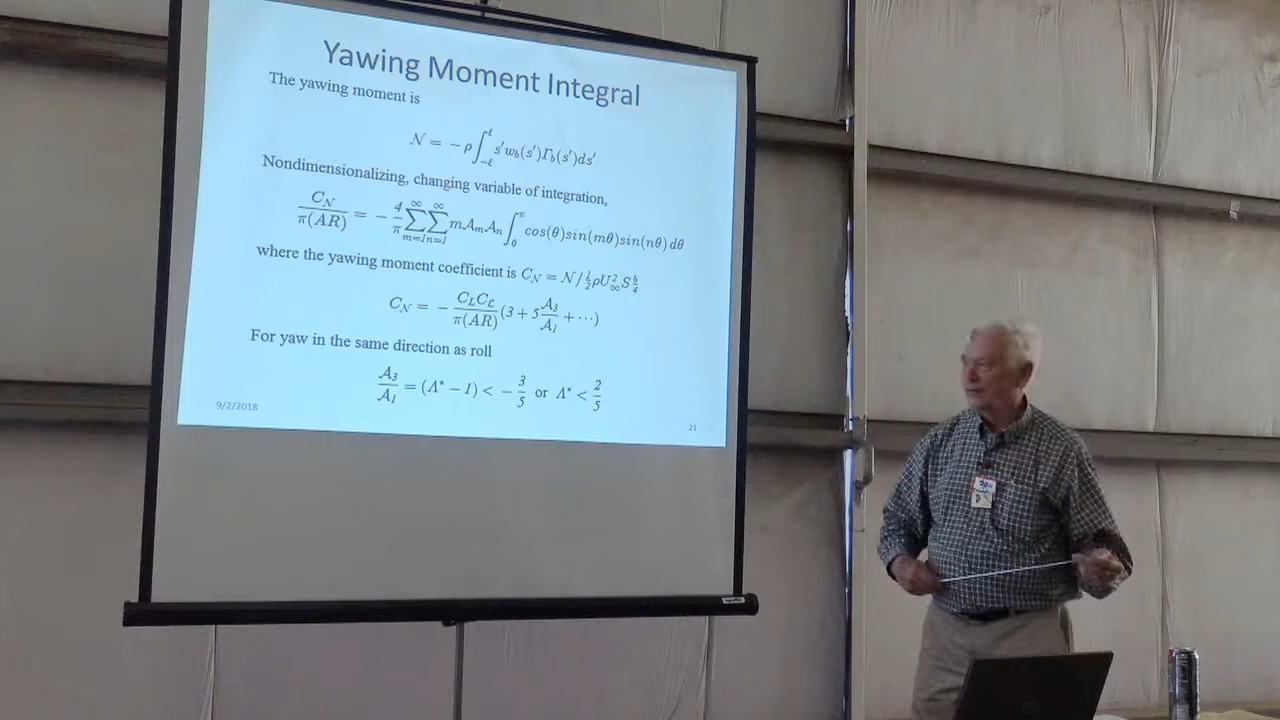 Yawing Moment Integral
The yawing moment is
𝒩 = −ρ∫_{−ℓ}^{ℓ} s′w_b(s′)Γ_b(s′)ds′
Nondimensionalizing, changing variable of integration,
C_𝒩/π(AR) = −4/π ∑_{m=1}^{∞}∑_{n=1}^{∞} m𝒜_m𝒜_n ∫_0^π cos(θ)sin(mθ)sin(nθ) dθ
where the yawing moment coefficient is C_𝒩 = 𝒩/½ρU_∞^2 S b/4
C_𝒩 = −C_L C_ℒ/π(AR) (3 + 5 𝒜_3/𝒜_1 + ⋯)
For yaw in the same direction as roll
𝒜_3/𝒜_1 = (Λ* − 1) < −3/5 or Λ* < 2/5
9/2/2018
21